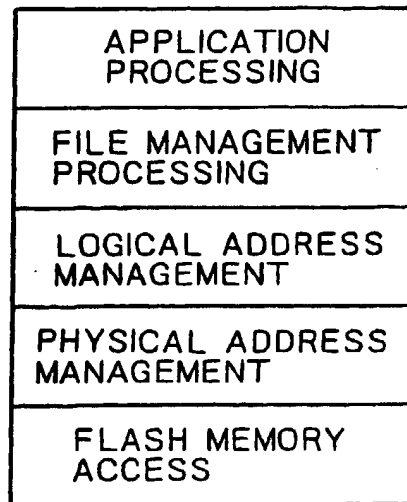 APPLICATION
PROCESSING
FILE MANAGEMENT
PROCESSING
LOGICAL ADDRESS
MANAGEMENT
PHYSICAL ADDRESS
MANAGEMENT
FLASH MEMORY
ACCESS